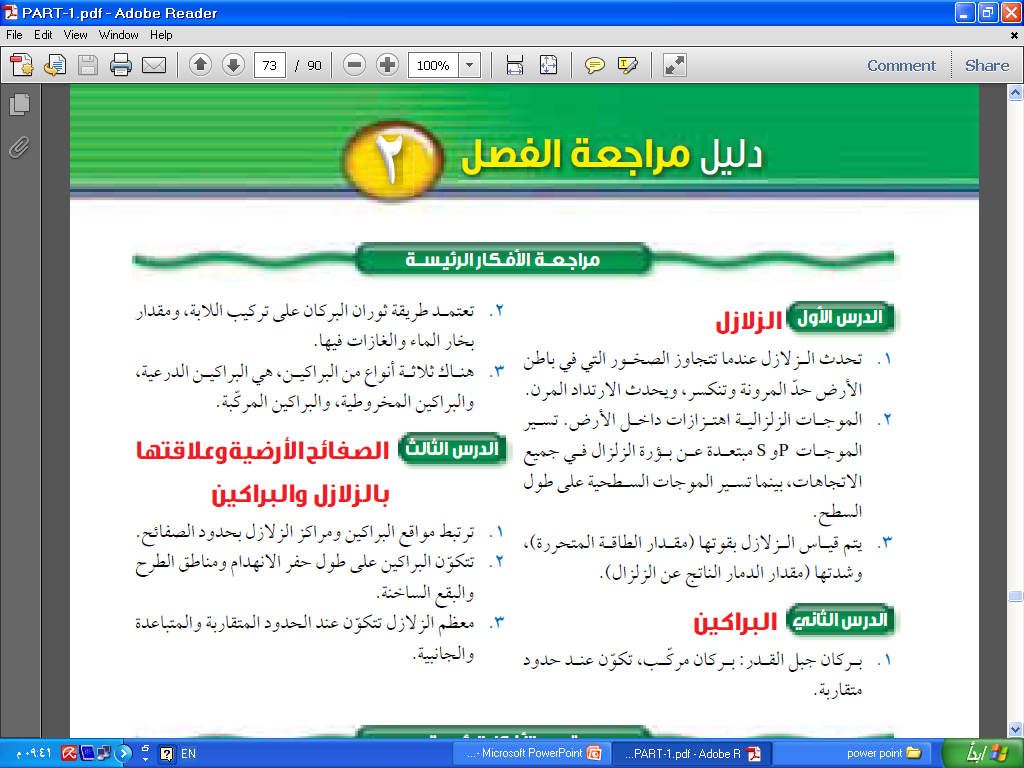 PART-1.pdf - Adobe Reader
File Edit View Window Help
73 / 90 100% Comment Share
دليل مراجعة الفصل ٢
مراجعة الأفكار الرئيسة
الدرس الأول الزلازل
١. تحدث الزلازل عندما تتجاوز الصخور التي في باطن
الأرض حدّ المرونة وتنكسر، ويحدث الارتداد المرن.
٢. الموجات الزلزالية اهتزازات داخل الأرض. تسير
الموجات P و S مبتعدة عن بؤرة الزلزال في جميع
الاتجاهات، بينما تسير الموجات السطحية على طول
السطح.
٣. يتم قياس الزلازل بقوتها (مقدار الطاقة المتحررة)،
وشدتها (مقدار الدمار الناتج عن الزلزال).
الدرس الثاني البراكين
١. بركان جبل القدر: بركان مركّب، تكوّن عند حدود
متقاربة.
٢. تعتمد طريقة ثوران البركان على تركيب اللابة، ومقدار
بخار الماء والغازات فيها.
٣. هناك ثلاثة أنواع من البراكين، هي البراكين الدرعية،
والبراكين المخروطية، والبراكين المركّبة.
الدرس الثالث الصفائح الأرضية وعلاقتها
بالزلازل والبراكين
١. ترتبط مواقع البراكين ومراكز الزلازل بحدود الصفائح.
٢. تتكوّن البراكين على طول حفر الانهدام ومناطق الطرح
والبقع الساخنة.
٣. معظم الزلازل تتكوّن عند الحدود المتقاربة والمتباعدة
والجانبية.
ابدأ
power point
PART-1.pdf - Adobe R...
Microsoft PowerPoint - ...
EN
٠٩:٤١ م